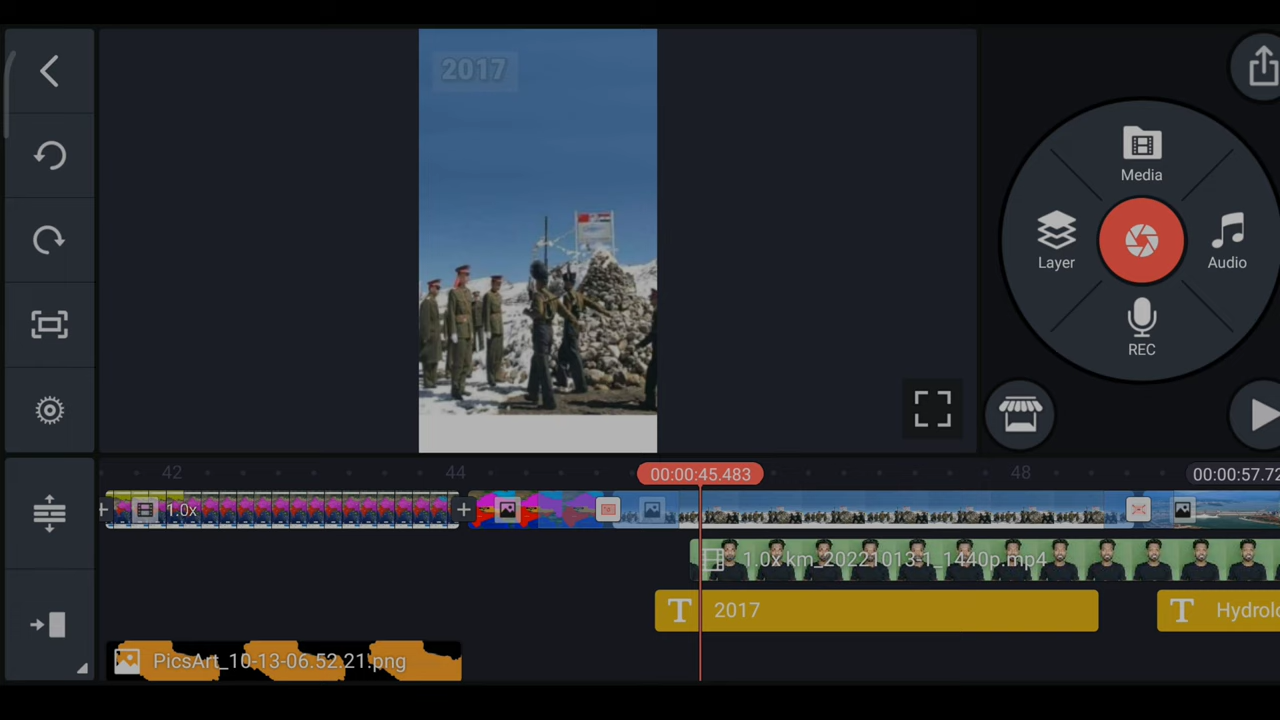 2017
Media
Layer
Audio
REC
42
44
00:00:45.483
48
00:00:57.72
1.0x
1.0x km_20221013-1_1440p.mp4
T 2017
T Hydrolo
PicsArt_10-13-06.52.21.png